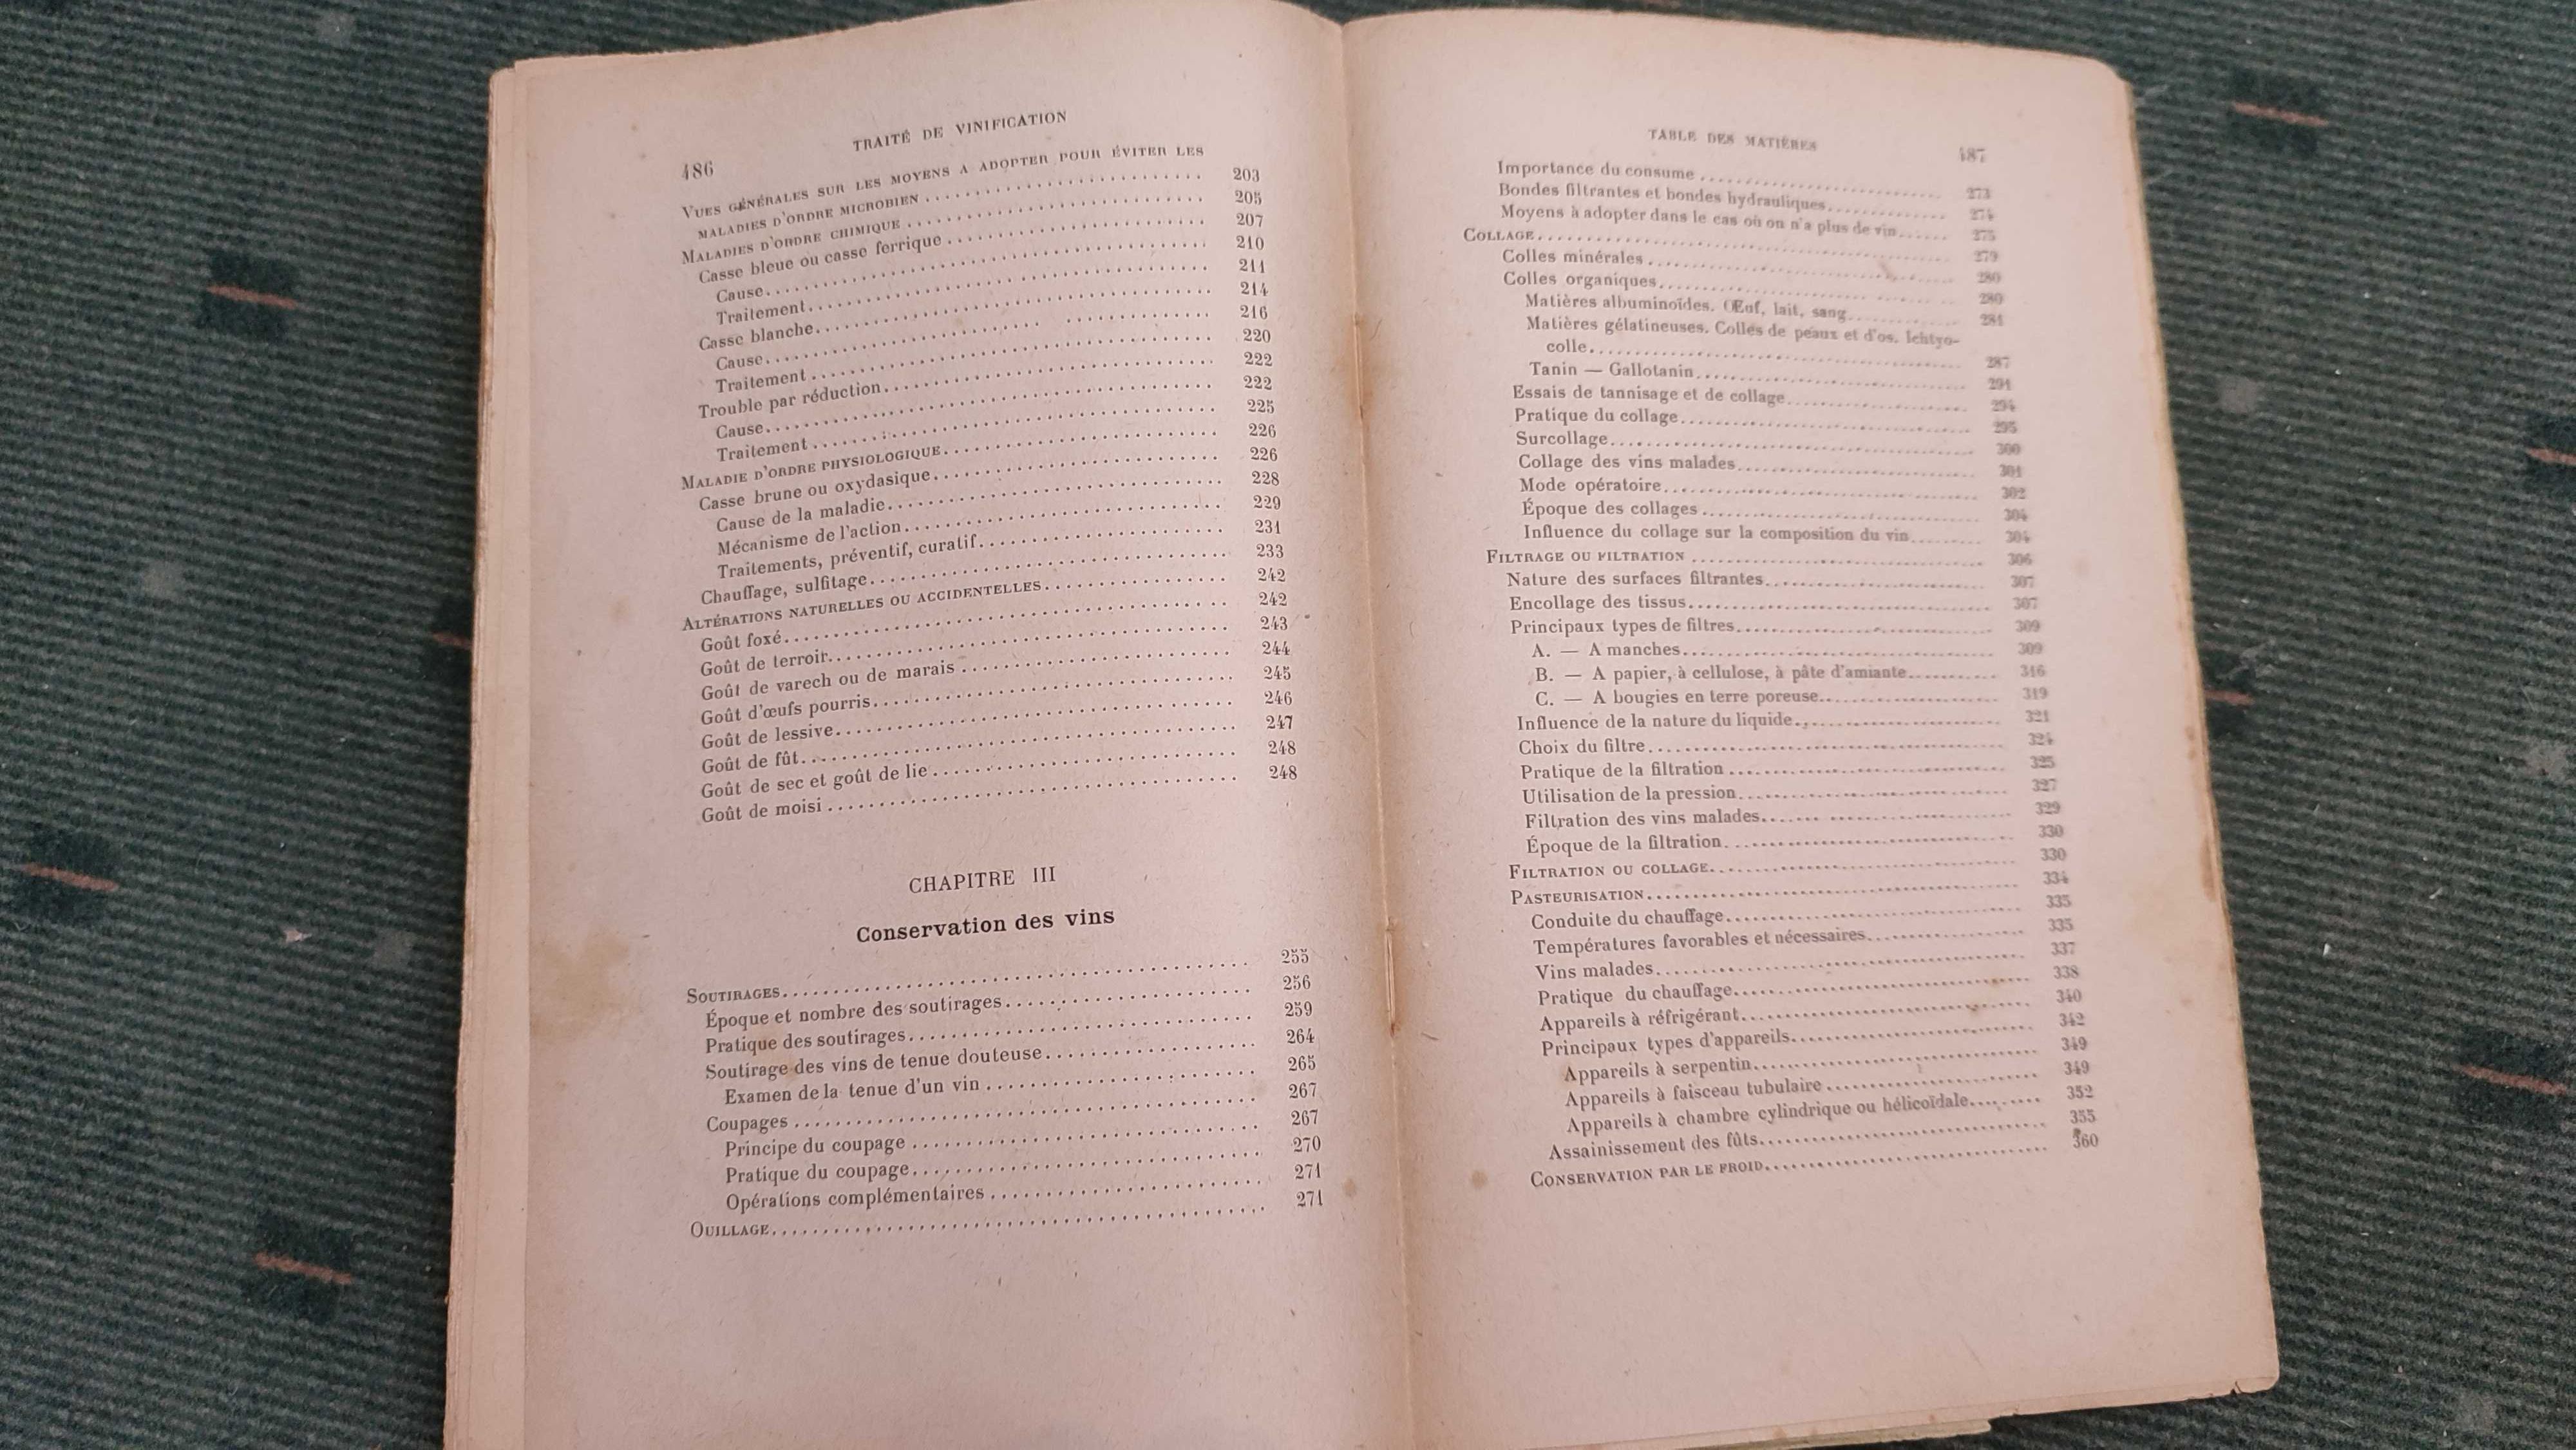 486
TRAITÉ DE VINIFICATION
VUES GÉNÉRALES SUR LES MOYENS A ADOPTER POUR ÉVITER LES
MALADIES D'ORDRE MICROBIEN ........ 203
MALADIES D'ORDRE CHIMIQUE ........ 205
Casse bleue ou casse ferrique ........ 207
Cause ........ 210
Traitement ........ 211
Casse blanche ........ 214
Cause ........ 216
Traitement ........ 220
Trouble par réduction ........ 222
Cause ........ 222
Traitement ........ 225
MALADIE D'ORDRE PHYSIOLOGIQUE ........ 226
Casse brune ou oxydasique ........ 226
Cause de la maladie ........ 228
Mécanisme de l'action ........ 229
Traitements, préventif, curatif ........ 231
Chauffage, sulfitage ........ 233
ALTÉRATIONS NATURELLES OU ACCIDENTELLES ........ 242
Goût foxé ........ 242
Goût de terroir ........ 243
Goût de varech ou de marais ........ 244
Goût d'œufs pourris ........ 245
Goût de lessive ........ 246
Goût de fût ........ 247
Goût de sec et goût de lie ........ 248
Goût de moisi ........ 248
CHAPITRE III
Conservation des vins
SOUTIRAGES ........ 255
Époque et nombre des soutirages ........ 256
Pratique des soutirages ........ 259
Soutirage des vins de tenue douteuse ........ 264
Examen de la tenue d'un vin ........ 265
Coupages ........ 267
Principe du coupage ........ 267
Pratique du coupage ........ 270
Opérations complémentaires ........ 271
OUILLAGE ........ 271
TABLE DES MATIÈRES
487
Importance du consume ........ 273
Bondes filtrantes et bondes hydrauliques ........ 274
Moyens à adopter dans le cas où on n'a plus de vin ........ 275
COLLAGE ........ 279
Colles minérales ........ 280
Colles organiques ........ 280
Matières albuminoïdes. Œuf, lait, sang ........ 281
Matières gélatineuses. Colles de peaux et d'os. Ichtyo-
colle ........ 287
Tanin — Gallotanin ........ 291
Essais de tannisage et de collage ........ 294
Pratique du collage ........ 295
Surcollage ........ 300
Collage des vins malades ........ 301
Mode opératoire ........ 302
Époque des collages ........ 304
Influence du collage sur la composition du vin ........ 304
FILTRAGE OU FILTRATION ........ 306
Nature des surfaces filtrantes ........ 307
Encollage des tissus ........ 307
Principaux types de filtres ........ 309
A. — A manches ........ 309
B. — A papier, à cellulose, à pâte d'amiante ........ 316
C. — A bougies en terre poreuse ........ 319
Influence de la nature du liquide ........ 321
Choix du filtre ........ 324
Pratique de la filtration ........ 325
Utilisation de la pression ........ 327
Filtration des vins malades ........ 329
Époque de la filtration ........ 330
FILTRATION OU COLLAGE ........ 330
PASTEURISATION ........ 334
Conduite du chauffage ........ 335
Températures favorables et nécessaires ........ 335
Vins malades ........ 337
Pratique du chauffage ........ 338
Appareils à réfrigérant ........ 340
Principaux types d'appareils ........ 342
Appareils à serpentin ........ 349
Appareils à faisceau tubulaire ........ 349
Appareils à chambre cylindrique ou hélicoïdale ........ 352
Assainissement des fûts ........ 355
CONSERVATION PAR LE FROID ........ 360